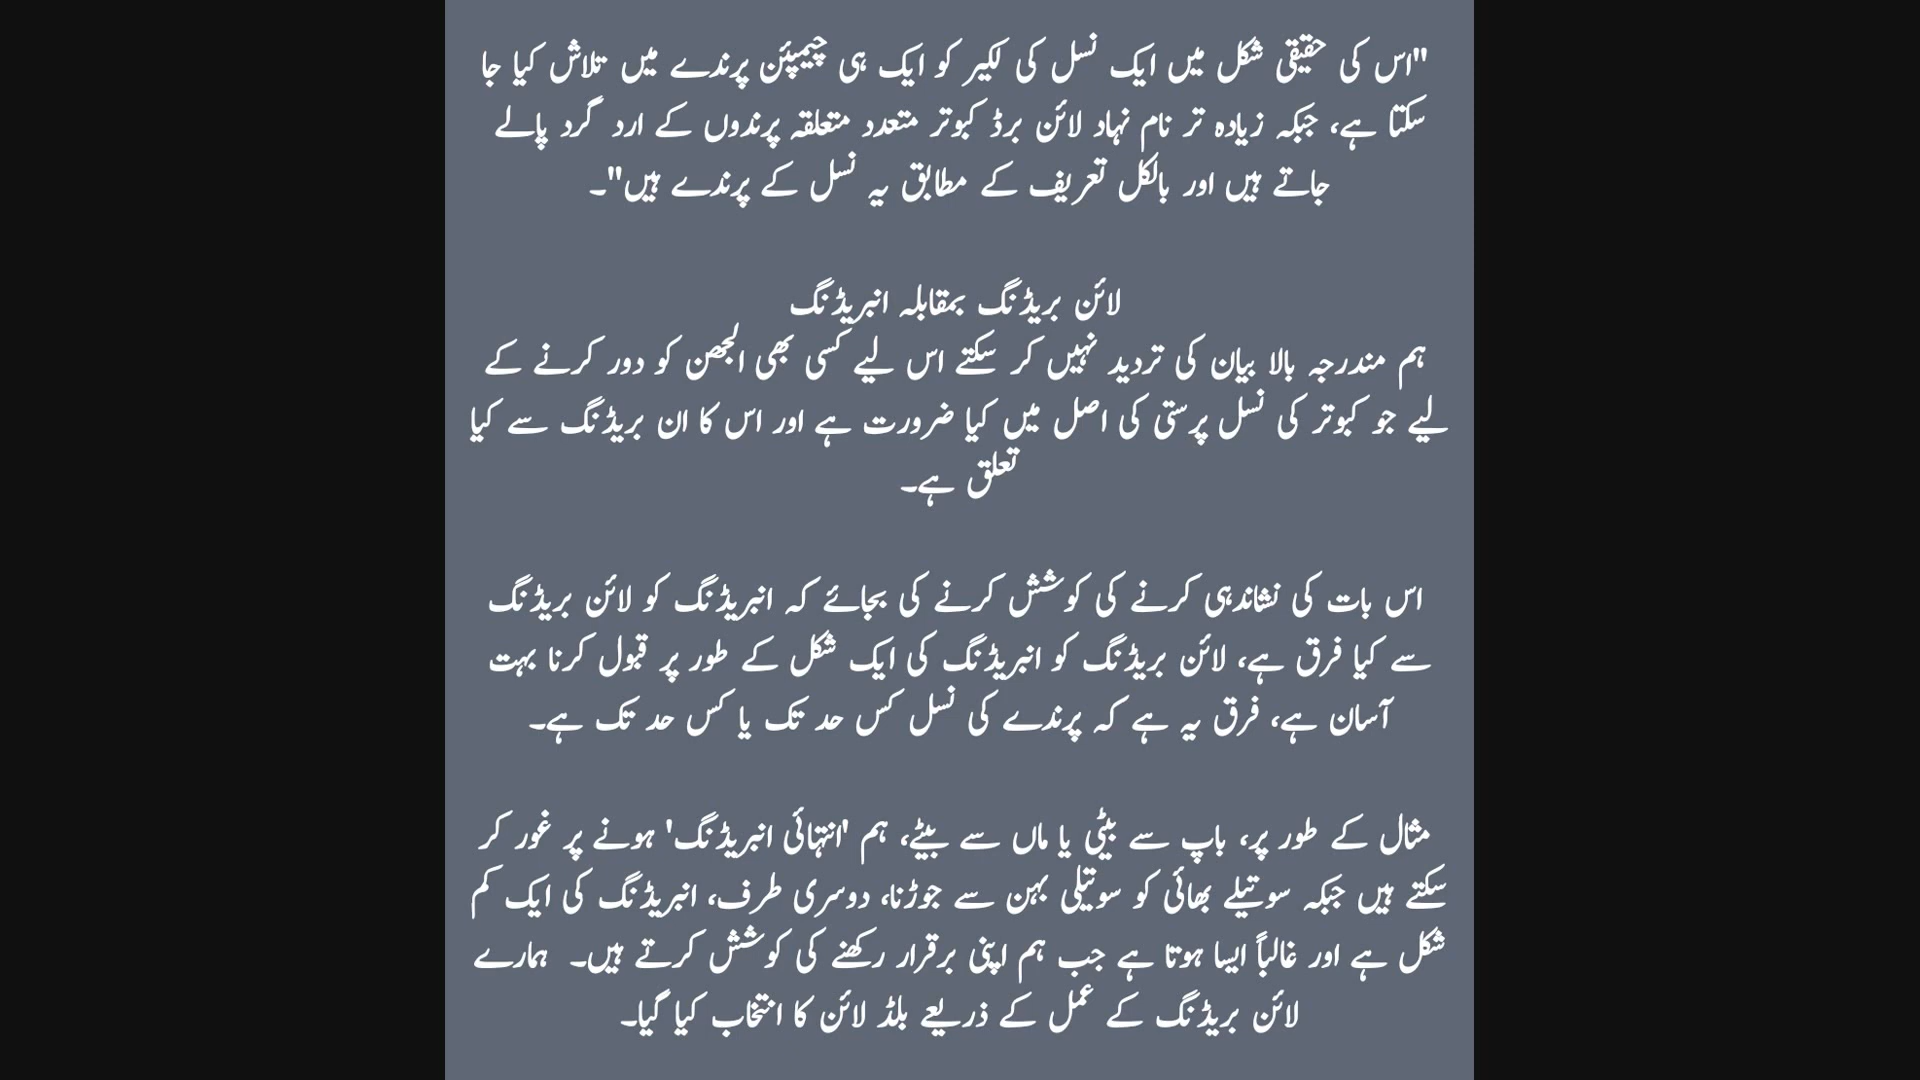 "اس کی حقیقی شکل میں ایک نسل کی لکیر کو ایک ہی چیمپئن پرندے میں تلاش کیا جا
سکتا ہے، جبکہ زیادہ تر نام نہاد لائن برڈ کبوتر متعدد متعلقہ پرندوں کے ارد گرد پالے
جاتے ہیں اور بالکل تعریف کے مطابق یہ نسل کے پرندے ہیں"۔
لائن بریڈنگ بمقابلہ انبریڈنگ
ہم مندرجہ بالا بیان کی تردید نہیں کر سکتے اس لیے کسی بھی الجھن کو دور کرنے کے
لیے جو کبوتر کی نسل پرستی کی اصل میں کیا ضرورت ہے اور اس کا ان بریڈنگ سے کیا
تعلق ہے۔
اس بات کی نشاندہی کرنے کی کوشش کرنے کی بجائے کہ انبریڈنگ کو لائن بریڈنگ
سے کیا فرق ہے، لائن بریڈنگ کو انبریڈنگ کی ایک شکل کے طور پر قبول کرنا بہت
آسان ہے، فرق یہ ہے کہ پرندے کی نسل کس حد تک یا کس حد تک ہے۔
مثال کے طور پر، باپ سے بیٹی یا ماں سے بیٹے، ہم 'انتہائی انبریڈنگ' ہونے پر غور کر
سکتے ہیں جبکہ سوتیلے بھائی کو سوتیلی بہن سے جوڑنا، دوسری طرف، انبریڈنگ کی ایک کم
شکل ہے اور غالباً ایسا ہوتا ہے جب ہم اپنی برقرار رکھنے کی کوشش کرتے ہیں۔ ہمارے
لائن بریڈنگ کے عمل کے ذریعے بلڈ لائن کا انتخاب کیا گیا۔